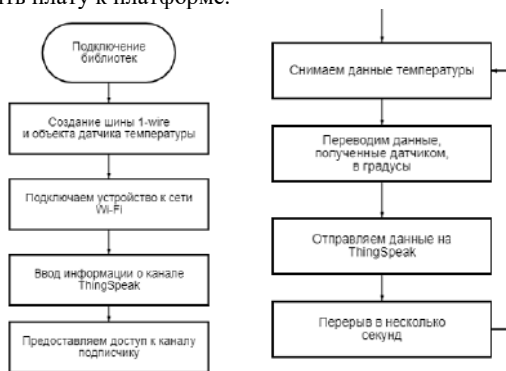 ть плату к платформе.
Подключение
библиотек
Создание шины 1-wire
и объекта датчика температуры
Подключаем устройство к сети
Wi-Fi
Ввод информации о канале
ThingSpeak
Предоставляем доступ к каналу
подписчику
Снимаем данные температуры
Переводим данные,
полученные датчиком,
в градусы
Отправляем данные на
ThingSpeak
Перерыв в несколько
секунд